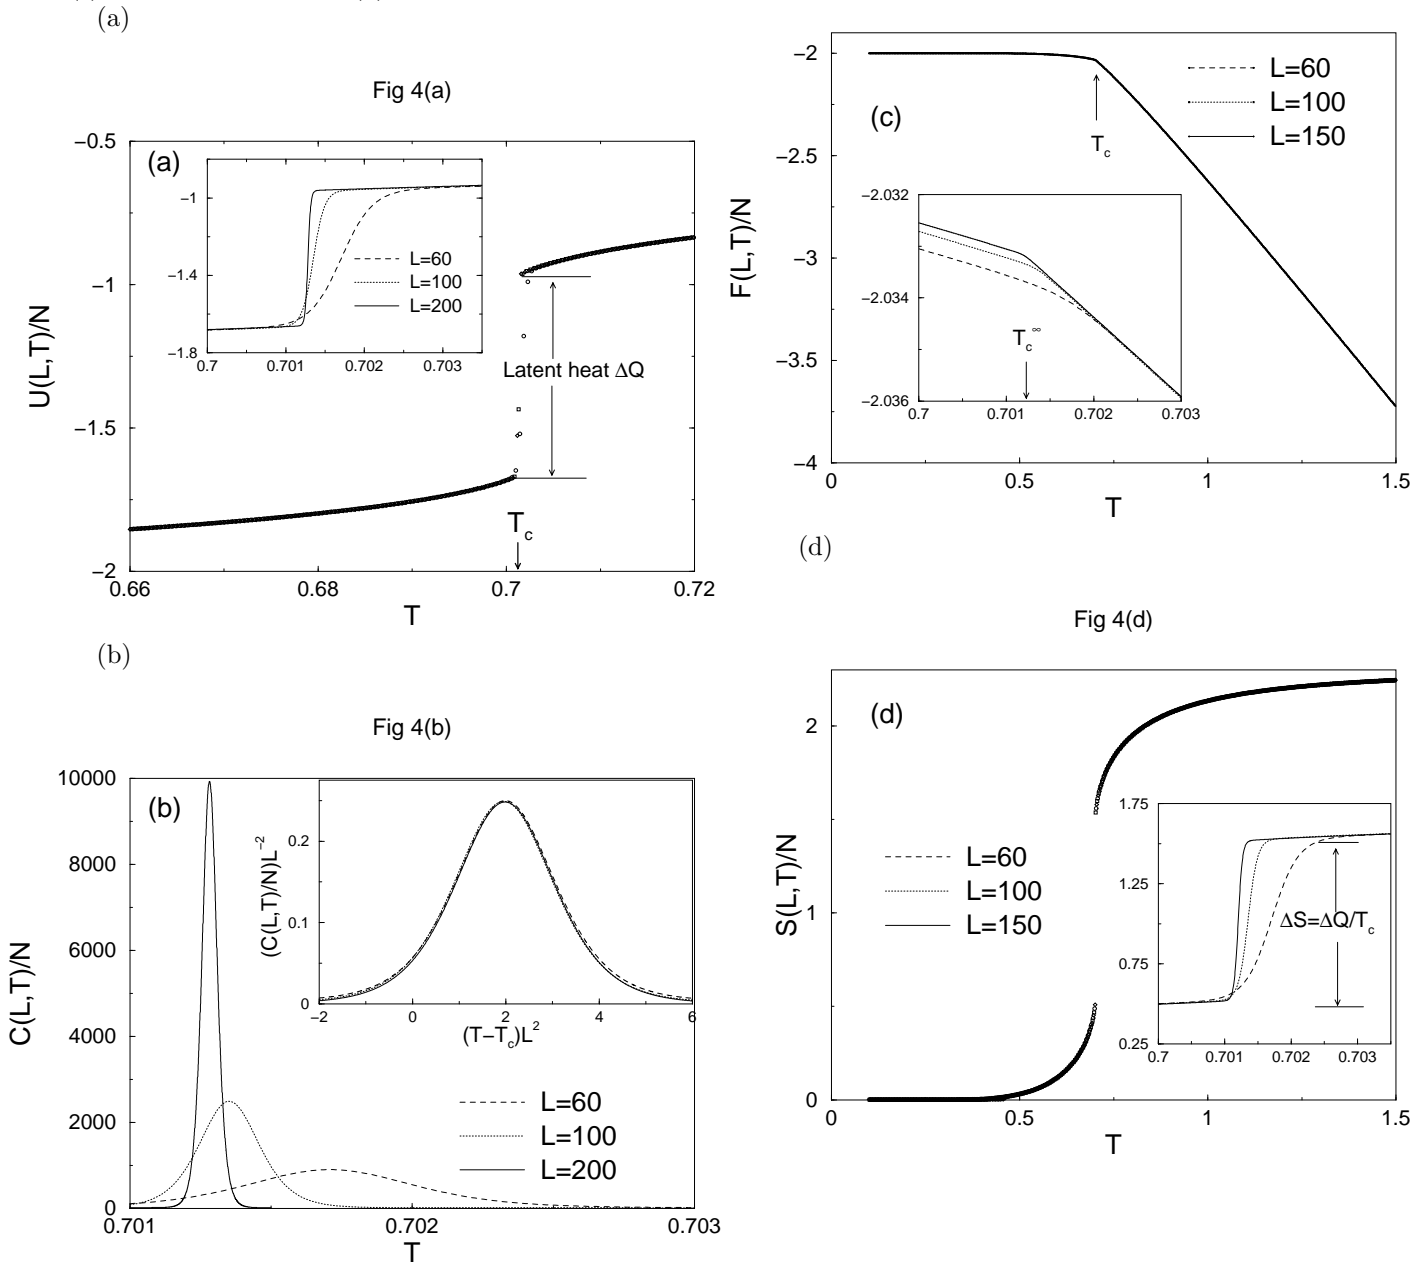 (a)
Fig 4(a)
(a)
U(L,T)/N
−0.5
−1
−1.5
−2
0.66
0.68
0.7
0.72
T
−1
−1.4
−1.8
0.7
0.701
0.702
0.703
L=60
L=100
L=200
Latent heat ΔQ
T_c
(b)
Fig 4(b)
(b)
C(L,T)/N
10000
8000
6000
4000
2000
0
0.701
0.702
0.703
T
(C(L,T)/N)L^−2
0.2
0.1
0
−2
0
2
4
6
(T−T_c)L^2
L=60
L=100
L=200
(c)
F(L,T)/N
−2
−2.5
−3
−3.5
−4
0
0.5
1
1.5
T
L=60
L=100
L=150
T_c
−2.032
−2.034
−2.036
0.7
0.701
0.702
0.703
T_c^∞
(d)
Fig 4(d)
(d)
S(L,T)/N
2
1
0
0
0.5
1
1.5
T
L=60
L=100
L=150
1.75
1.25
0.75
0.25
0.7
0.701
0.702
0.703
ΔS=ΔQ/T_c